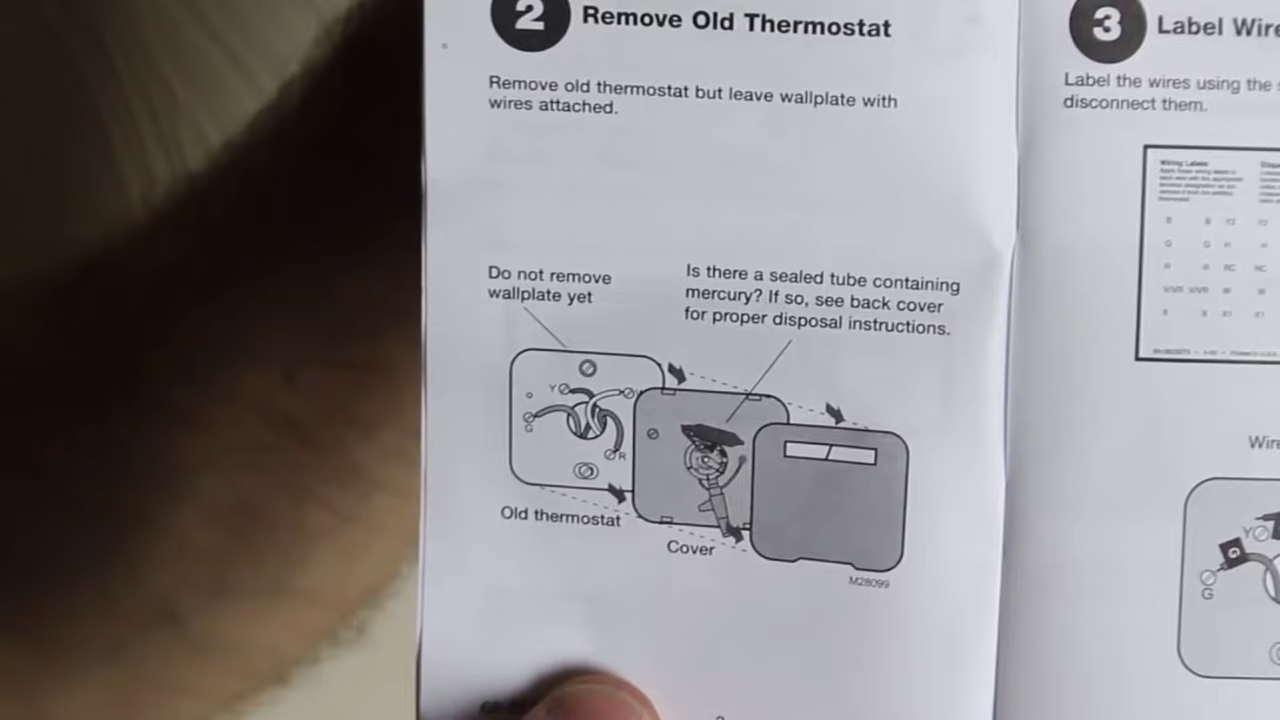 2 Remove Old Thermostat
Remove old thermostat but leave wallplate with
wires attached.
Do not remove
wallplate yet
Is there a sealed tube containing
mercury? If so, see back cover
for proper disposal instructions.
Y
G
R
Old thermostat
Cover
M28099
3 Label Wire
Label the wires using the
disconnect them.
Wiring Labels
Wire
Y
G
G